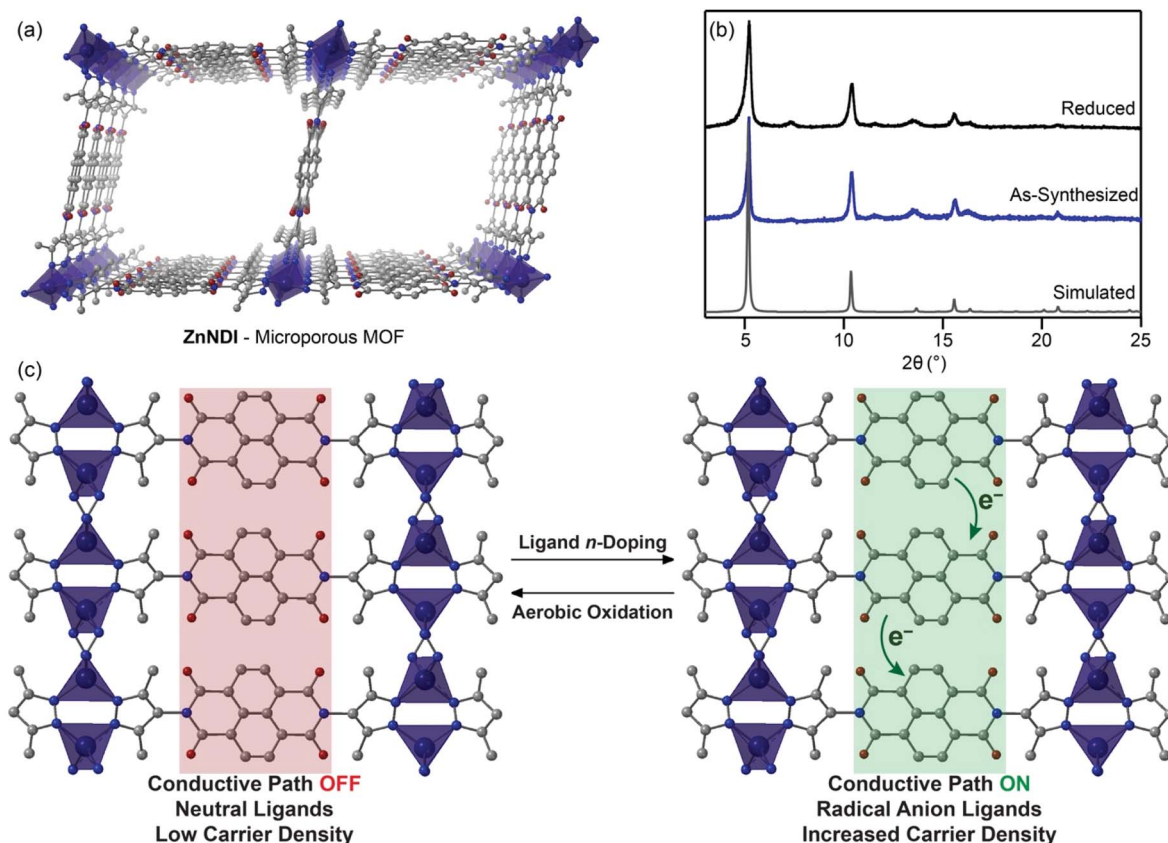 (a)
ZnNDI - Microporous MOF
(b)
Reduced
As-Synthesized
Simulated
5
10
15
20
25
2θ (°)
(c)
Ligand n-Doping
Aerobic Oxidation
e⁻
e⁻
Conductive Path OFF
Neutral Ligands
Low Carrier Density
Conductive Path ON
Radical Anion Ligands
Increased Carrier Density